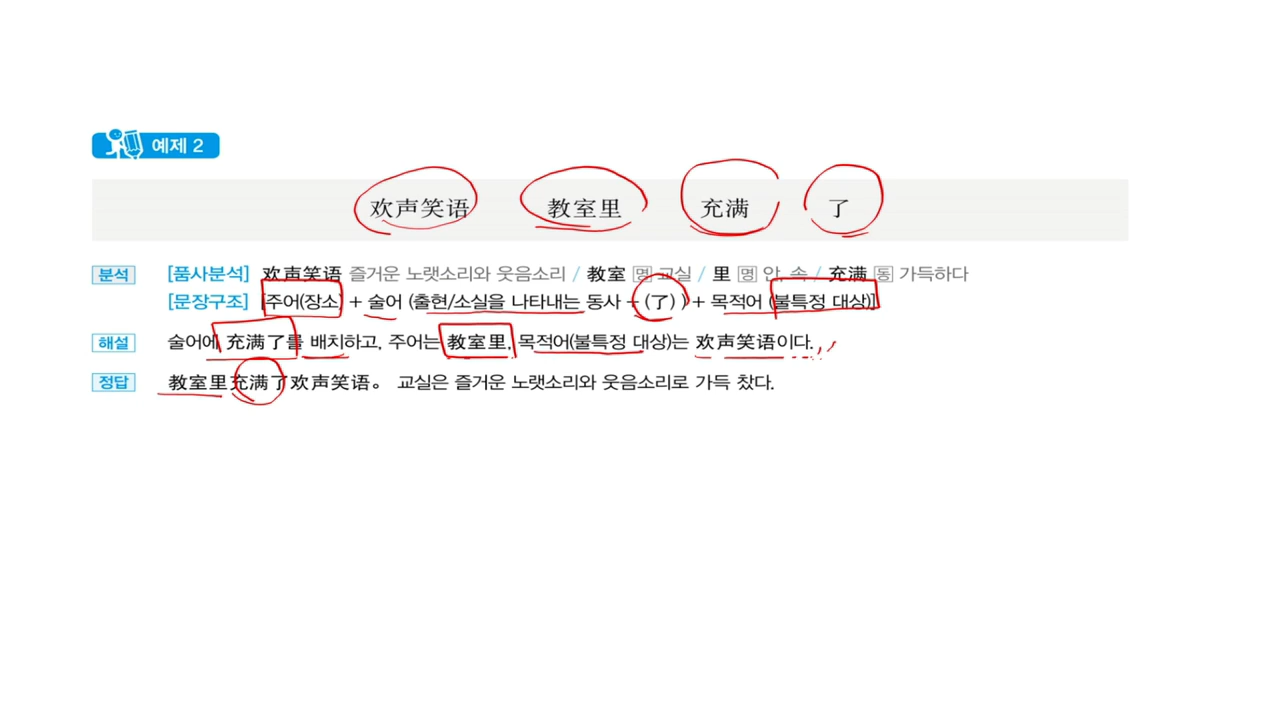 예제 2
欢声笑语 教室里 充满 了
분석 [품사분석] 欢声笑语 즐거운 노랫소리와 웃음소리 / 教室 명 교실 / 里 명 안, 속 / 充满 동 가득하다
[문장구조] [주어(장소) + 술어 (출현/소실을 나타내는 동사 + (了) ) + 목적어 (불특정 대상)]
해설 술어에 充满了를 배치하고, 주어는 教室里, 목적어(불특정 대상)는 欢声笑语이다.
정답 教室里充满了欢声笑语。 교실은 즐거운 노랫소리와 웃음소리로 가득 찼다.